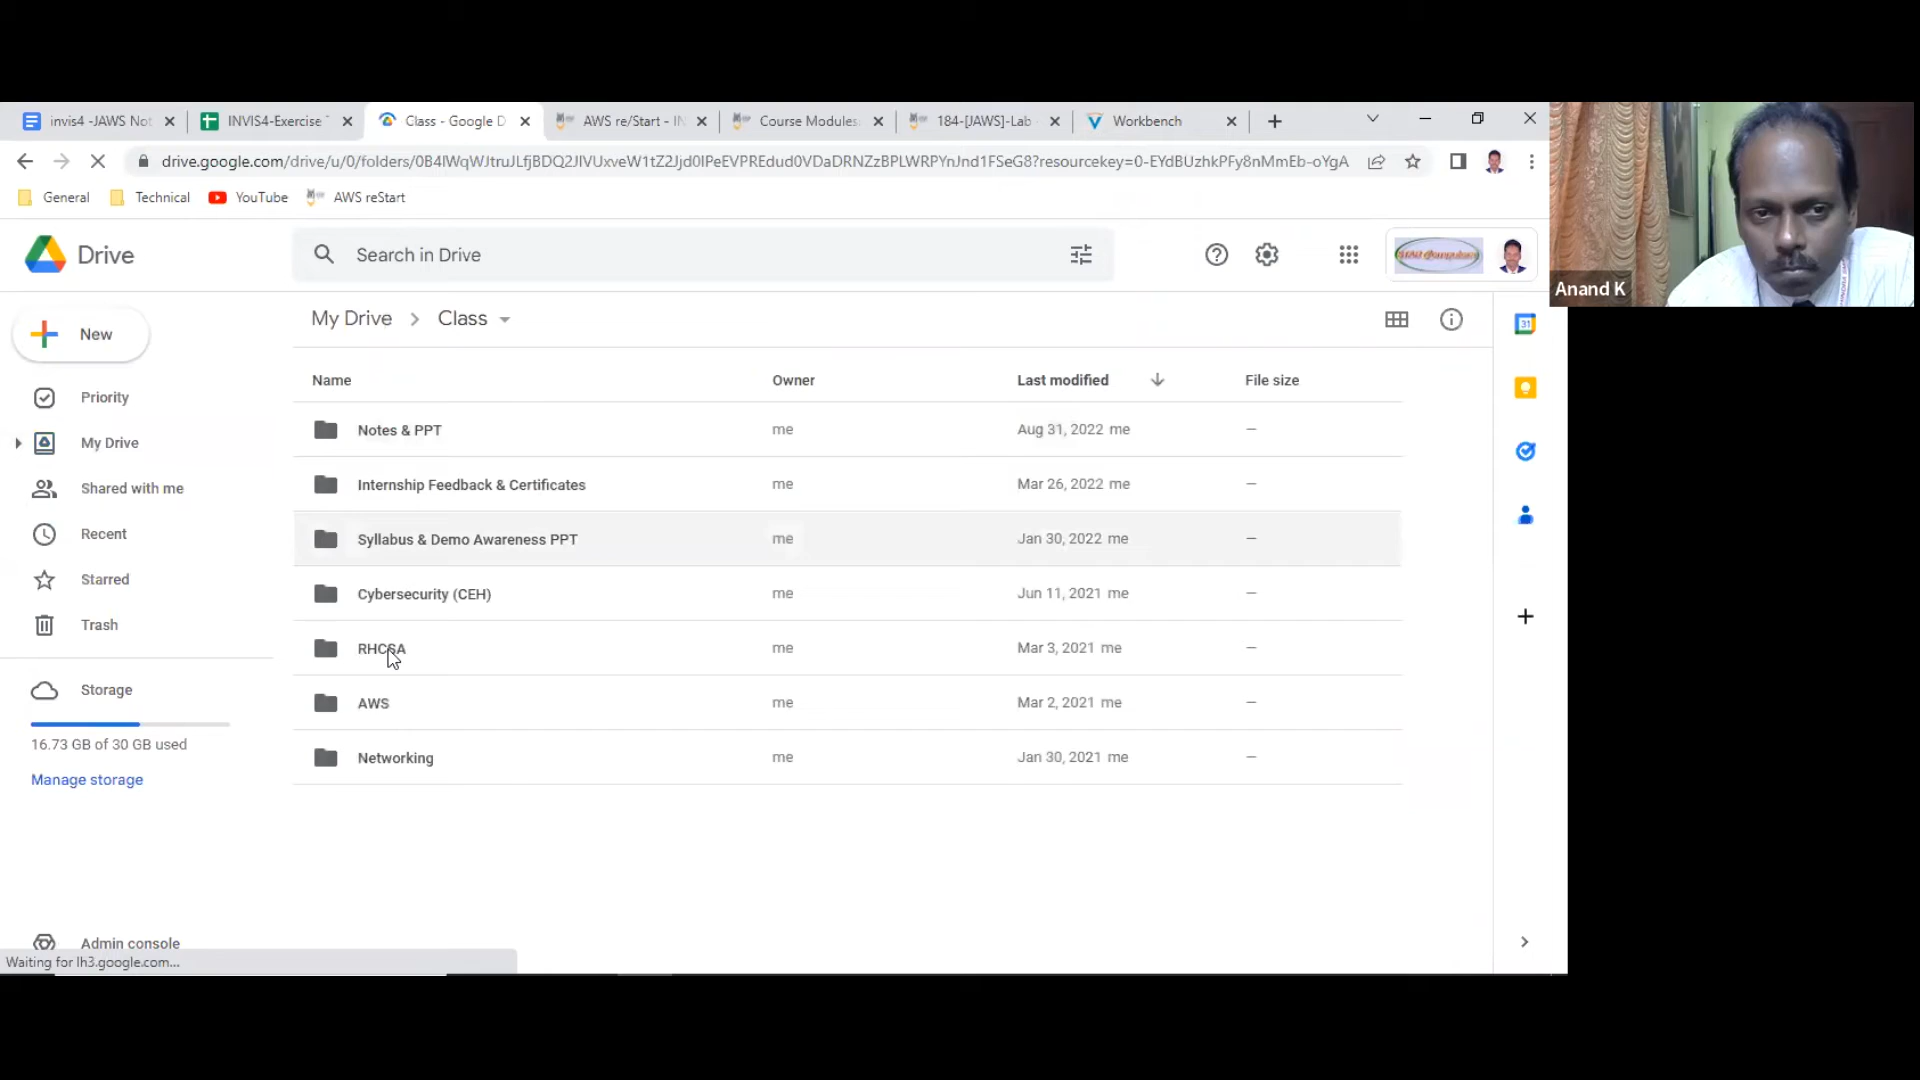 invis4 -JAWS Not
INVIS4-Exercise T
Class - Google D
AWS re/Start - IN
Course Modules:
184-[JAWS]-Lab -
Workbench
drive.google.com/drive/u/0/folders/0B4IWqWJtruJLfjBDQ2JlVUxveW1tZ2Jjd0lPeEVPREdud0VDaDRNZzBPLWRPYnJnd1FSeG8?resourcekey=0-EYdBUzhkPFy8nMmEb-oYgA
General
Technical
YouTube
AWS reStart
Drive
Search in Drive
Anand K
New
My Drive
Class
Name
Owner
Last modified
File size
Priority
My Drive
Shared with me
Recent
Starred
Trash
Storage
16.73 GB of 30 GB used
Manage storage
Admin console
Notes & PPT me Aug 31, 2022 me —
Internship Feedback & Certificates me Mar 26, 2022 me —
Syllabus & Demo Awareness PPT me Jan 30, 2022 me —
Cybersecurity (CEH) me Jun 11, 2021 me —
RHCSA me Mar 3, 2021 me —
AWS me Mar 2, 2021 me —
Networking me Jan 30, 2021 me —
31
Waiting for lh3.google.com...